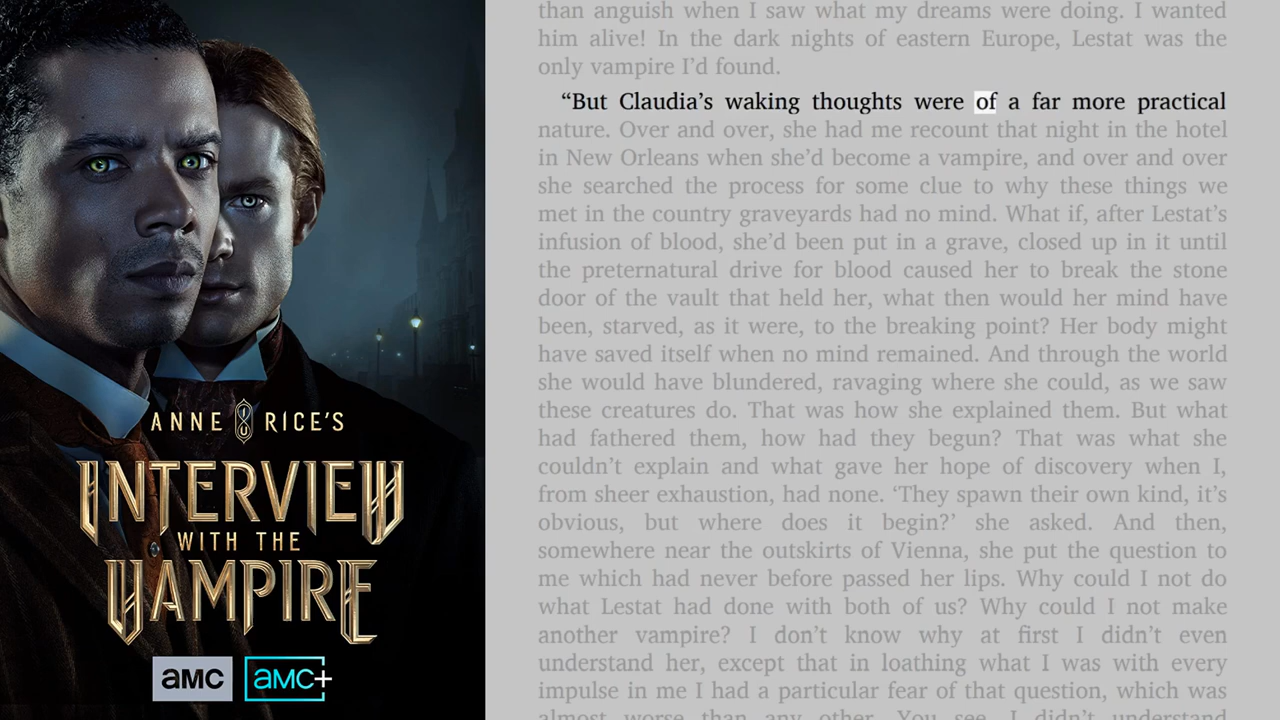 ANNE RICE'S
INTERVIEW
WITH THE
VAMPIRE
aMC
aMC+
than anguish when I saw what my dreams were doing. I wanted
him alive! In the dark nights of eastern Europe, Lestat was the
only vampire I’d found.
“But Claudia’s waking thoughts were of a far more practical
nature. Over and over, she had me recount that night in the hotel
in New Orleans when she’d become a vampire, and over and over
she searched the process for some clue to why these things we
met in the country graveyards had no mind. What if, after Lestat’s
infusion of blood, she’d been put in a grave, closed up in it until
the preternatural drive for blood caused her to break the stone
door of the vault that held her, what then would her mind have
been, starved, as it were, to the breaking point? Her body might
have saved itself when no mind remained. And through the world
she would have blundered, ravaging where she could, as we saw
these creatures do. That was how she explained them. But what
had fathered them, how had they begun? That was what she
couldn’t explain and what gave her hope of discovery when I,
from sheer exhaustion, had none. ‘They spawn their own kind, it’s
obvious, but where does it begin?’ she asked. And then,
somewhere near the outskirts of Vienna, she put the question to
me which had never before passed her lips. Why could I not do
what Lestat had done with both of us? Why could I not make
another vampire? I don’t know why at first I didn’t even
understand her, except that in loathing what I was with every
impulse in me I had a particular fear of that question, which was
almost worse than any other. You see, I didn’t understand